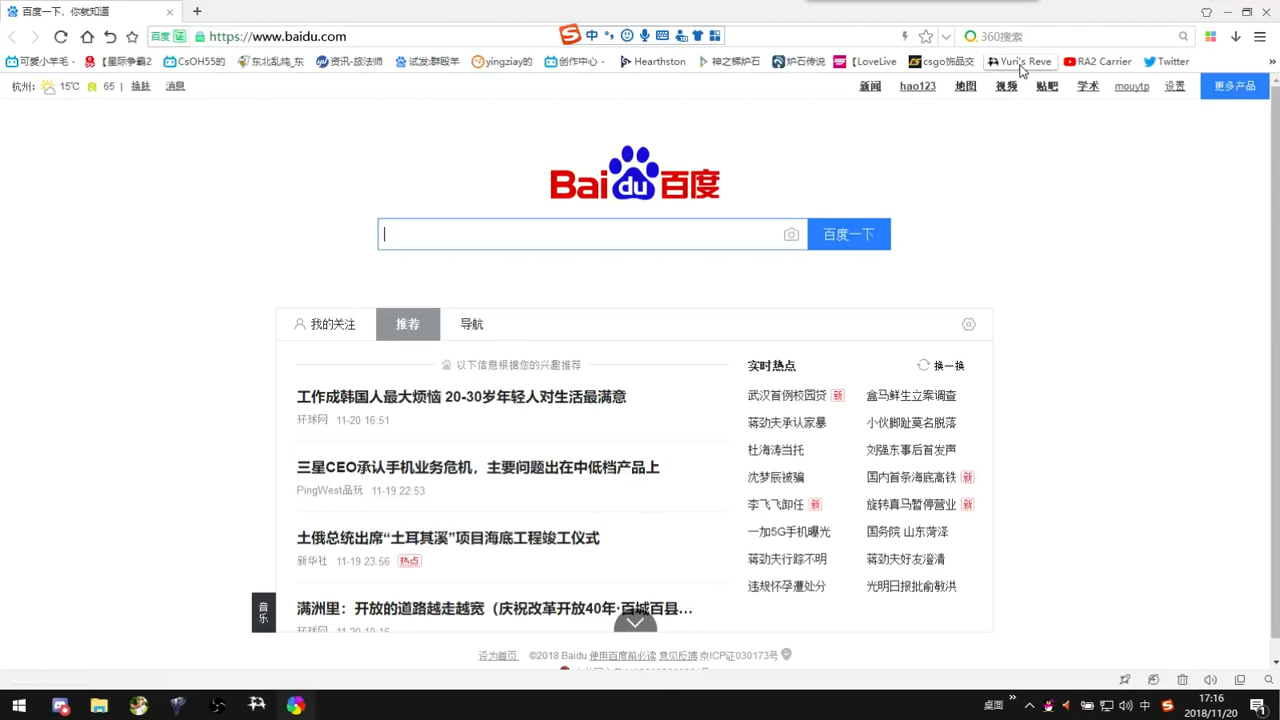 百度一下，你就知道
百度 证 https://www.baidu.com 中 360搜索
可爱小羊毛 - 【星际争霸2 CsOH55的 东北乱炖_东 资讯-旅法师 试发:群殴羊 yingziay的 创作中心 - Hearthston 神之梯炉石 炉石传说 【LoveLive csgo饰品交 Yuri's Reve RA2 Carrier Twitter »
杭州: 15℃ 良 65 | 换肤 | 消息 新闻 hao123 地图 视频 贴吧 学术 mouytp 设置 更多产品
Baidu百度
百度一下
我的关注 推荐 导航
以下信息根据您的兴趣推荐
实时热点 换一换
工作成韩国人最大烦恼 20-30岁年轻人对生活最满意
环球网 11-20 16:51
三星CEO承认手机业务危机，主要问题出在中低档产品上
PingWest品玩 11-19 22:53
土俄总统出席“土耳其溪”项目海底工程竣工仪式
新华社 11-19 23:56 热点
满洲里：开放的道路越走越宽（庆祝改革开放40年·百城百县...
环球网 11-20 10:16
武汉首例校园贷 新 盒马鲜生立案调查
蒋劲夫承认家暴 小伙脚趾莫名脱落
杜海涛当托 刘强东事后首发声
沈梦辰被骗 国内首条海底高铁 新
李飞飞卸任 新 旋转真马暂停营业 新
一加5G手机曝光 国务院 山东菏泽
蒋劲夫行踪不明 蒋劲夫好友澄清
违规怀孕遭处分 光明日报批俞敏洪
音乐
设为首页 ©2018 Baidu 使用百度前必读 意见反馈 京ICP证030173号
桌面 » 中 17:16
2018/11/20 1